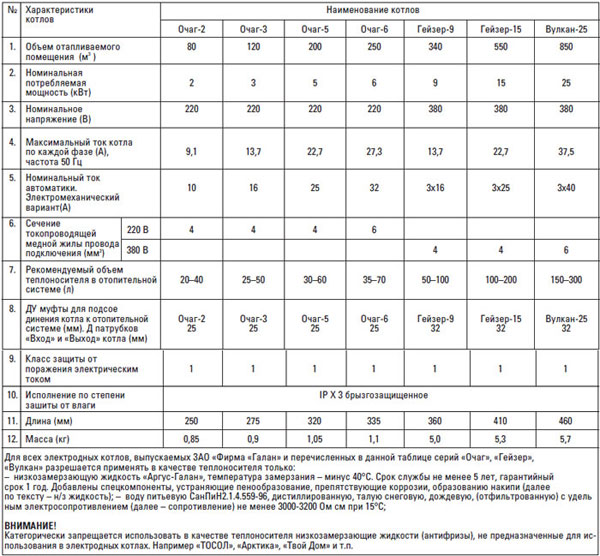 № Характеристики котлов Наименование котлов
Очаг-2 Очаг-3 Очаг-5 Очаг-6 Гейзер-9 Гейзер-15 Вулкан-25
1. Объем отапливаемого помещения (м³ ) 80 120 200 250 340 550 850
2. Номинальная потребляемая мощность (кВт) 2 3 5 6 9 15 25
3. Номинальное напряжение (В) 220 220 220 220 380 380 380
4. Максимальный ток котла по каждой фазе (А), частота 50 Гц 9,1 13,7 22,7 27,3 13,7 22,7 37,5
5. Номинальный ток автоматики. Электромеханический вариант(А) 10 16 25 32 3х16 3х25 3х40
6. Сечение токопроводящей медной жилы провода подключения (мм²) 220 В 4 4 4 6
380 В 4 4 6
7. Рекомендуемый объем теплоносителя в отопительной системе (л) 20–40 25–50 30–60 35–70 50–100 100–200 150–300
8. ДУ муфты для подсое динения котла к отопительной системе (мм). Д патрубков «Вход» и «Выход» котла (мм) Очаг-2 25 Очаг-3 25 Очаг-5 25 Очаг-6 25 Гейзер-9 32 Гейзер-15 32 Вулкан-25 32
9. Класс защиты от поражения электрическим током 1 1 1 1 1 1 1
10. Исполнение по степени зашиты от влаги IP X 3 брызгозащищенное
11. Длина (мм) 250 275 320 335 360 410 460
12. Масса (кг) 0,85 0,9 1,05 1,1 5,0 5,3 5,7
Для всех электродных котлов, выпускаемых ЗАО «Фирма «Галан» и перечисленных в данной таблице серий «Очаг», «Гейзер»,
«Вулкан» разрешается применять в качестве теплоносителя только:
– низкозамерзающую жидкость «Аргус-Галан», температура замерзания – минус 40ºС. Срок службы не менее 5 лет, гарантийный
срок 1 год. Добавлены спецкомпоненты, устраняющие пенообразование, препятствующие коррозии, образованию накипи (далее
по тексту – н/з жидкость); – воду питьевую СанПиН2.1.4.559-96, дистиллированную, талую снеговую, дождевую, (отфильтрованную) с удель
ным электросопротивлением (далее – сопротивление) не менее 3000-3200 Ом см при 15ºС;
ВНИМАНИЕ!
Категорически запрещается использовать в качестве теплоносителя низкозамерзающие жидкости (антифризы), не предназначенные для ис-
пользования в электродных котлах. Например «ТОСОЛ», «Арктика», «Твой Дом» и т.п.